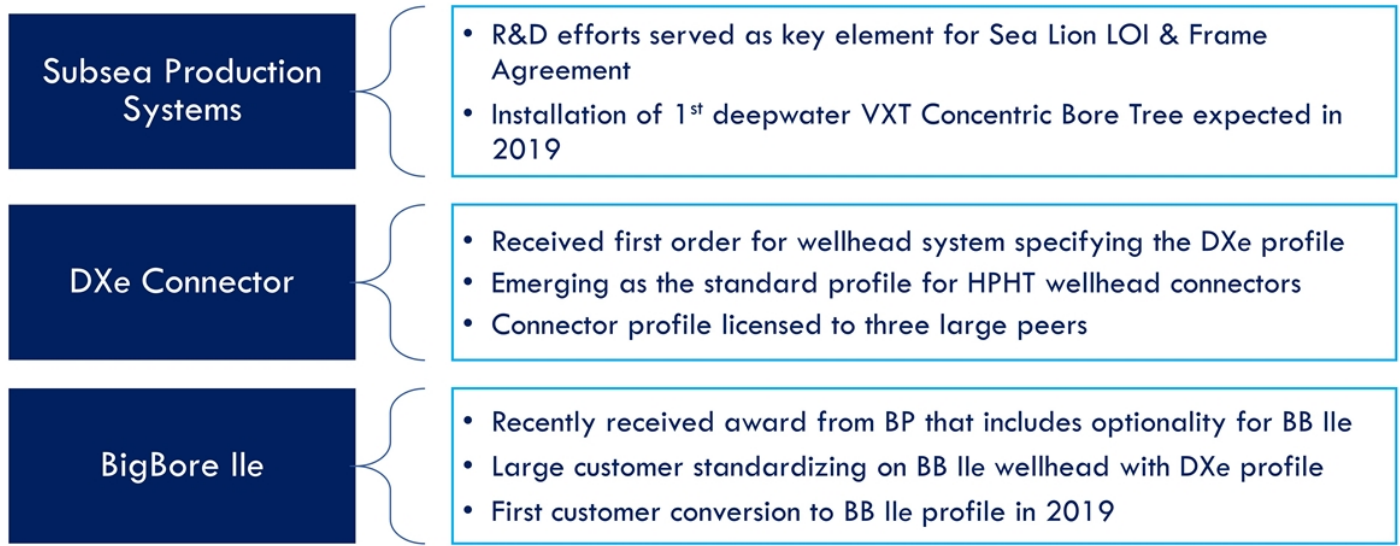 Subsea Production
Systems
• R&D efforts served as key element for Sea Lion LOI & Frame
Agreement
• Installation of 1st deepwater VXT Concentric Bore Tree expected in
2019
DXe Connector
• Received first order for wellhead system specifying the DXe profile
• Emerging as the standard profile for HPHT wellhead connectors
• Connector profile licensed to three large peers
BigBore lle
• Recently received award from BP that includes optionality for BB lle
• Large customer standardizing on BB lle wellhead with DXe profile
• First customer conversion to BB lle profile in 2019